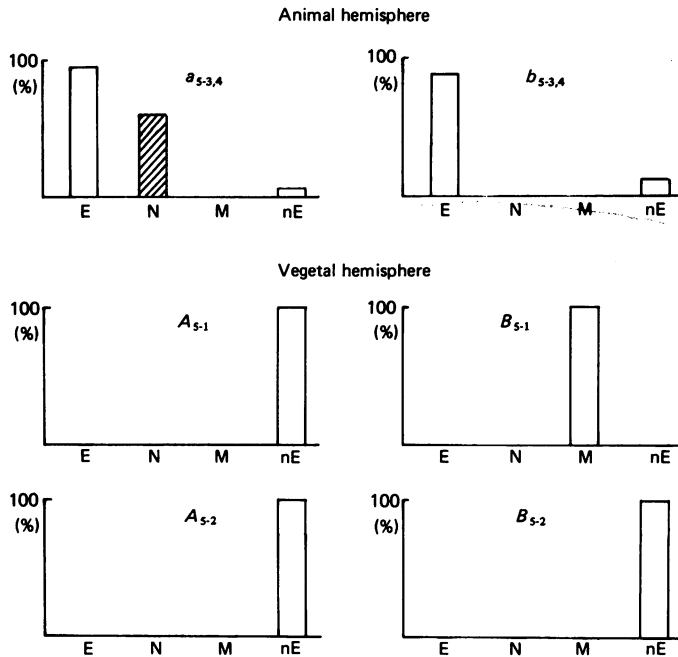 Animal hemisphere
100
(%)
a5-3,4
E N M nE
100
(%)
b5-3,4
E N M nE
Vegetal hemisphere
100
(%)
A5-1
E N M nE
100
(%)
B5-1
E N M nE
100
(%)
A5-2
E N M nE
100
(%)
B5-2
E N M nE